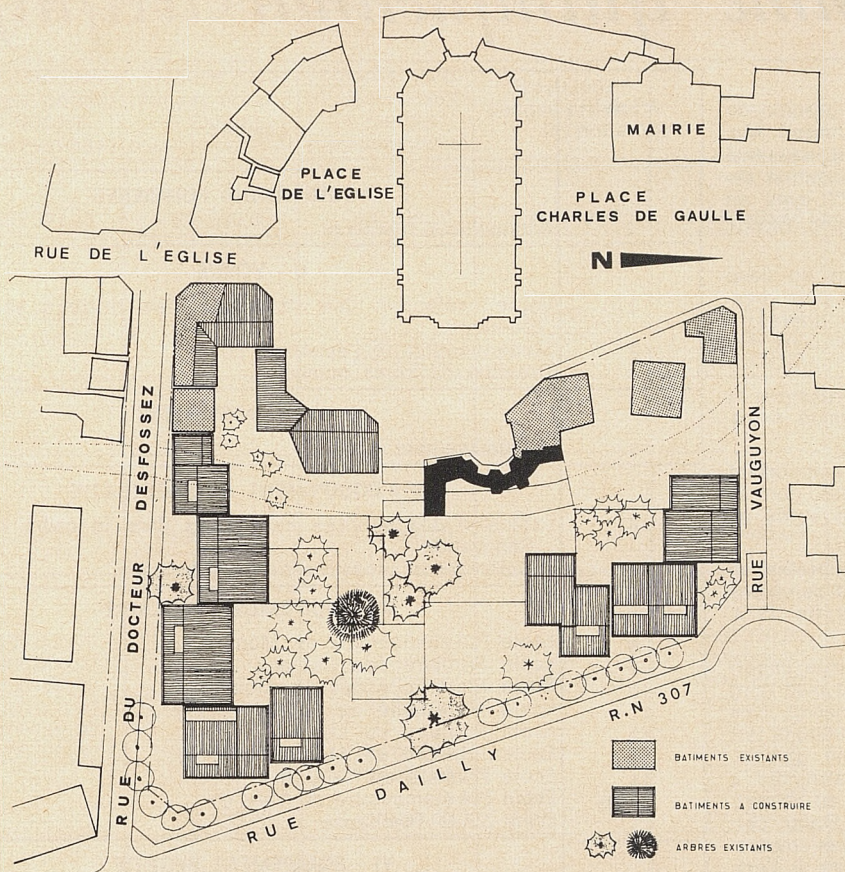 MAIRIE
PLACE
DE L'EGLISE
PLACE
CHARLES DE GAULLE
RUE DE L'EGLISE
N
RUE DU DOCTEUR DESFOSSEZ
RUE VAUGUYON
R.N 307
RUE DAILLY
BATIMENTS EXISTANTS
BATIMENTS A CONSTRUIRE
ARBRES EXISTANTS